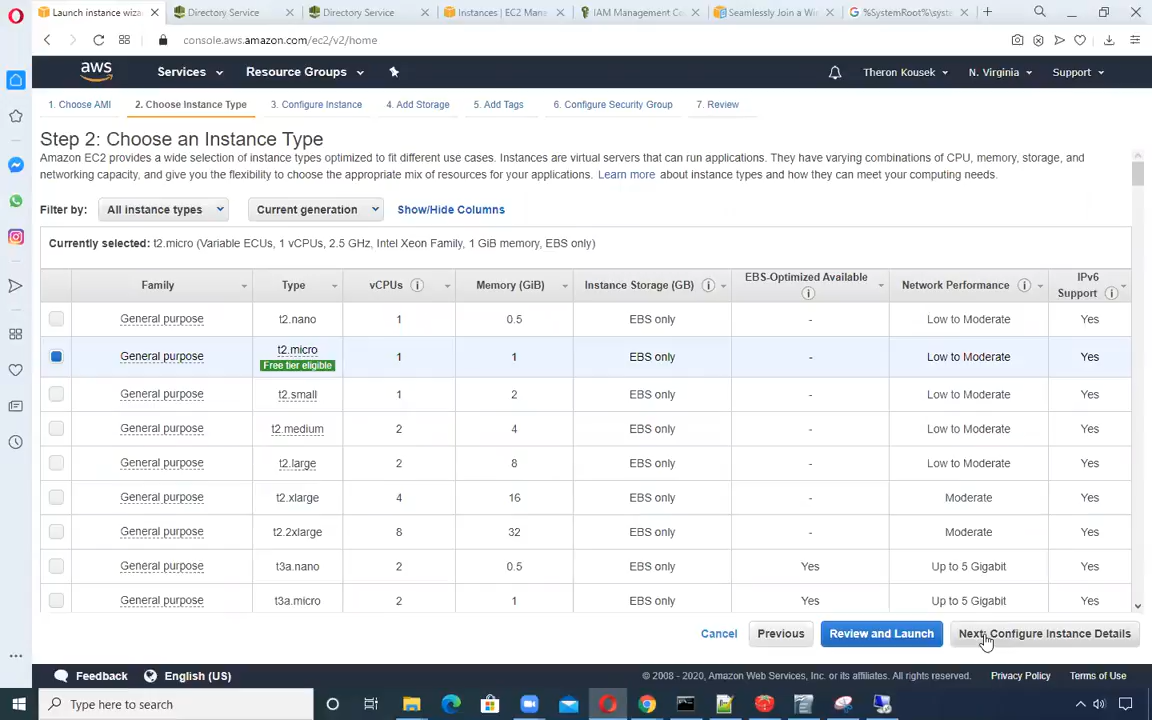 Launch instance wiza
Directory Service
Directory Service
Instances | EC2 Mana
IAM Management Co
Seamlessly Join a Wi
%SystemRoot%\syste
console.aws.amazon.com/ec2/v2/home
aws
Services
Resource Groups
Theron Kousek
N. Virginia
Support
1. Choose AMI
2. Choose Instance Type
3. Configure Instance
4. Add Storage
5. Add Tags
6. Configure Security Group
7. Review
Step 2: Choose an Instance Type
Amazon EC2 provides a wide selection of instance types optimized to fit different use cases. Instances are virtual servers that can run applications. They have varying combinations of CPU, memory, storage, and
networking capacity, and give you the flexibility to choose the appropriate mix of resources for your applications. Learn more about instance types and how they can meet your computing needs.
Filter by: All instance types Current generation Show/Hide Columns
Currently selected: t2.micro (Variable ECUs, 1 vCPUs, 2.5 GHz, Intel Xeon Family, 1 GiB memory, EBS only)
Family Type vCPUs Memory (GiB) Instance Storage (GB) EBS-Optimized Available Network Performance IPv6 Support
General purpose t2.nano 1 0.5 EBS only - Low to Moderate Yes
General purpose t2.micro Free tier eligible 1 1 EBS only - Low to Moderate Yes
General purpose t2.small 1 2 EBS only - Low to Moderate Yes
General purpose t2.medium 2 4 EBS only - Low to Moderate Yes
General purpose t2.large 2 8 EBS only - Low to Moderate Yes
General purpose t2.xlarge 4 16 EBS only - Moderate Yes
General purpose t2.2xlarge 8 32 EBS only - Moderate Yes
General purpose t3a.nano 2 0.5 EBS only Yes Up to 5 Gigabit Yes
General purpose t3a.micro 2 1 EBS only Yes Up to 5 Gigabit Yes
Cancel
Previous
Review and Launch
Next: Configure Instance Details
Feedback
English (US)
© 2008 - 2020, Amazon Web Services, Inc. or its affiliates. All rights reserved.
Privacy Policy
Terms of Use
Type here to search